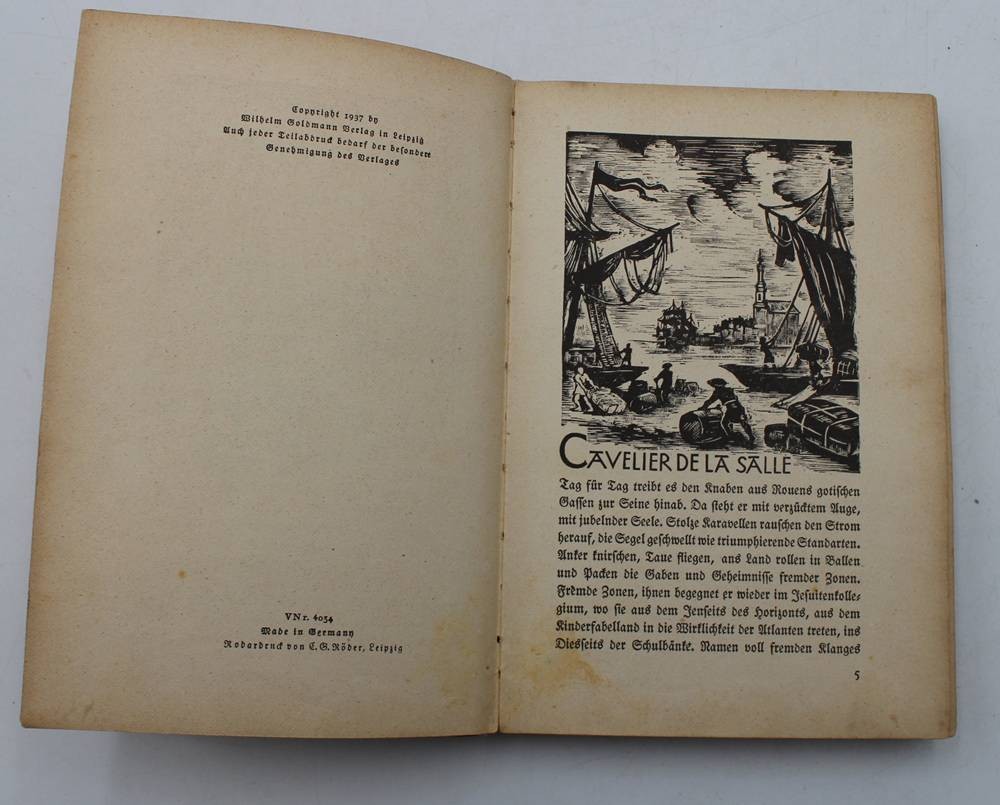 Copyright 1937 by
Wilhelm Goldmann Verlag in Leipzig
Auch jeder Teilabdruck bedarf der besondere
Genehmigung des Verlages
VNr. 4054
Made in Germany
Rodardruck von C. G. Röder, Leipzig
CAVELIER DE LA SALLE
Tag für Tag treibt es den Knaben aus Rouens gotischen
Gassen zur Seine hinab. Da steht er mit verzücktem Auge,
mit jubelnder Seele. Stolze Karavellen rauschen den Strom
herauf, die Segel geschwellt wie triumphierende Standarten.
Anker knirschen, Taue fliegen, ans Land rollen in Ballen
und Packen die Gaben und Geheimnisse fremder Zonen.
Fremde Zonen, ihnen begegnet er wieder im Jesuitenkolle-
gium, wo sie aus dem Jenseits des Horizonts, aus dem
Kinderfabelland in die Wirklichkeit der Atlanten treten, ins
Diesseits der Schulbänke. Namen voll fremden Klanges
5